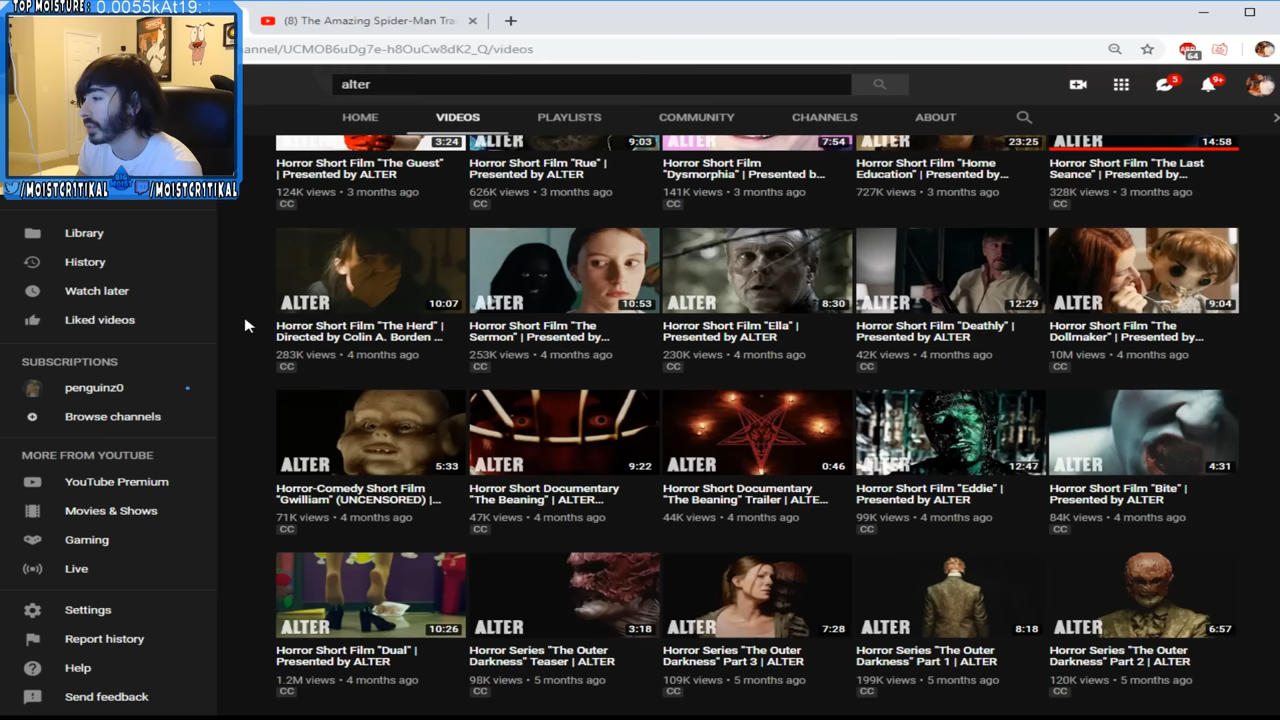 TOP MOISTURE: 0.0055kAt19:
(8) The Amazing Spider-Man Tra
annel/UCMOB6uDg7e-h8OuCw8dK2_Q/videos
64
alter
5
9+
/MOISTCR1TIKAL
/MOISTCR1TIKAL
HOME
VIDEOS
PLAYLISTS
COMMUNITY
CHANNELS
ABOUT
3:24
9:03
7:54
23:25
14:58
Horror Short Film "The Guest"
| Presented by ALTER
124K views • 3 months ago
CC
Horror Short Film "Rue" |
Presented by ALTER
626K views • 3 months ago
CC
Horror Short Film
"Dysmorphia" | Presented b...
141K views • 3 months ago
CC
Horror Short Film "Home
Education" | Presented by...
727K views • 3 months ago
CC
Horror Short Film "The Last
Seance" | Presented by...
328K views • 3 months ago
CC
Library
History
Watch later
Liked videos
SUBSCRIPTIONS
penguinz0
Browse channels
MORE FROM YOUTUBE
YouTube Premium
Movies & Shows
Gaming
Live
Settings
Report history
Help
Send feedback
ALTER
10:07
Horror Short Film "The Herd" |
Directed by Colin A. Borden ...
283K views • 4 months ago
CC
ALTER
10:53
Horror Short Film "The
Sermon" | Presented by...
253K views • 4 months ago
CC
ALTER
8:30
Horror Short Film "Ella" |
Presented by ALTER
230K views • 4 months ago
CC
ALTER
12:29
Horror Short Film "Deathly" |
Presented by ALTER
42K views • 4 months ago
CC
ALTER
9:04
Horror Short Film "The
Dollmaker" | Presented by...
10M views • 4 months ago
CC
ALTER
5:33
Horror-Comedy Short Film
"Gwilliam" (UNCENSORED) |...
71K views • 4 months ago
CC
ALTER
9:22
Horror Short Documentary
"The Beaning" | ALTER...
47K views • 4 months ago
CC
ALTER
0:46
Horror Short Documentary
"The Beaning" Trailer | ALTE...
44K views • 4 months ago
CC
ALTER
12:47
Horror Short Film "Eddie" |
Presented by ALTER
99K views • 4 months ago
CC
ALTER
4:31
Horror Short Film "Bite" |
Presented by ALTER
84K views • 4 months ago
CC
ALTER
10:26
Horror Short Film "Dual" |
Presented by ALTER
1.2M views • 4 months ago
CC
ALTER
3:18
Horror Series "The Outer
Darkness" Teaser | ALTER
98K views • 5 months ago
CC
ALTER
7:28
Horror Series "The Outer
Darkness" Part 3 | ALTER
109K views • 5 months ago
CC
ALTER
8:18
Horror Series "The Outer
Darkness" Part 1 | ALTER
199K views • 5 months ago
CC
ALTER
6:57
Horror Series "The Outer
Darkness" Part 2 | ALTER
120K views • 5 months ago
CC